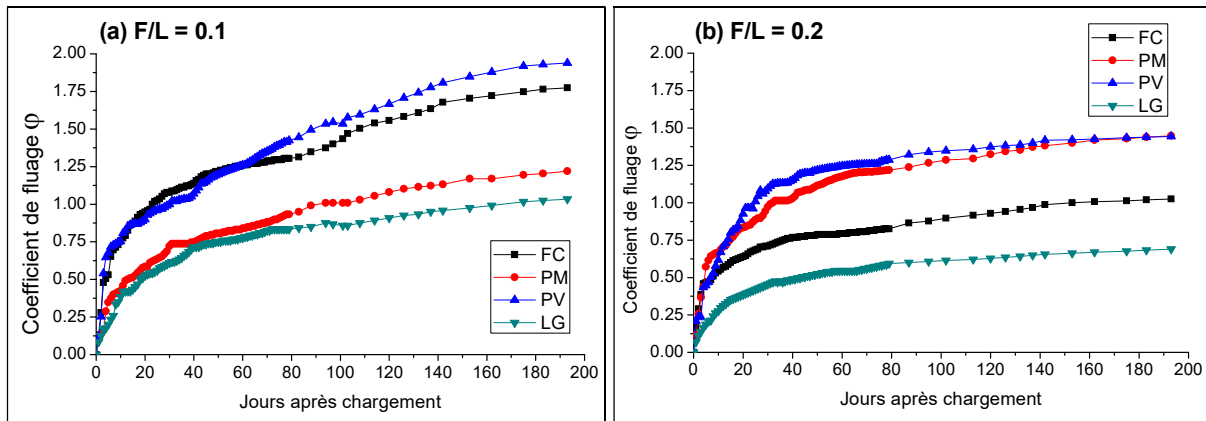 (a) F/L = 0.1
Coefficient de fluage φ
2.00
1.75
1.50
1.25
1.00
0.75
0.50
0.25
0.00
0 20 40 60 80 100 120 140 160 180 200
Jours après chargement
FC
PM
PV
LG
(b) F/L = 0.2
Coefficient de fluage φ
2.00
1.75
1.50
1.25
1.00
0.75
0.50
0.25
0.00
0 20 40 60 80 100 120 140 160 180 200
Jours après chargement
FC
PM
PV
LG